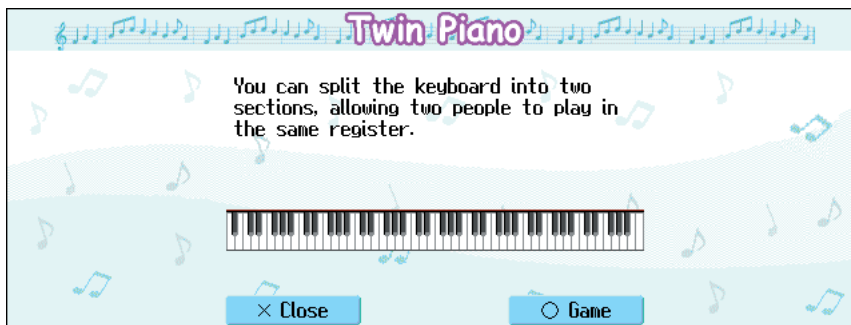 Twin Piano
You can split the keyboard into two
sections, allowing two people to play in
the same register.
× Close
○ Game